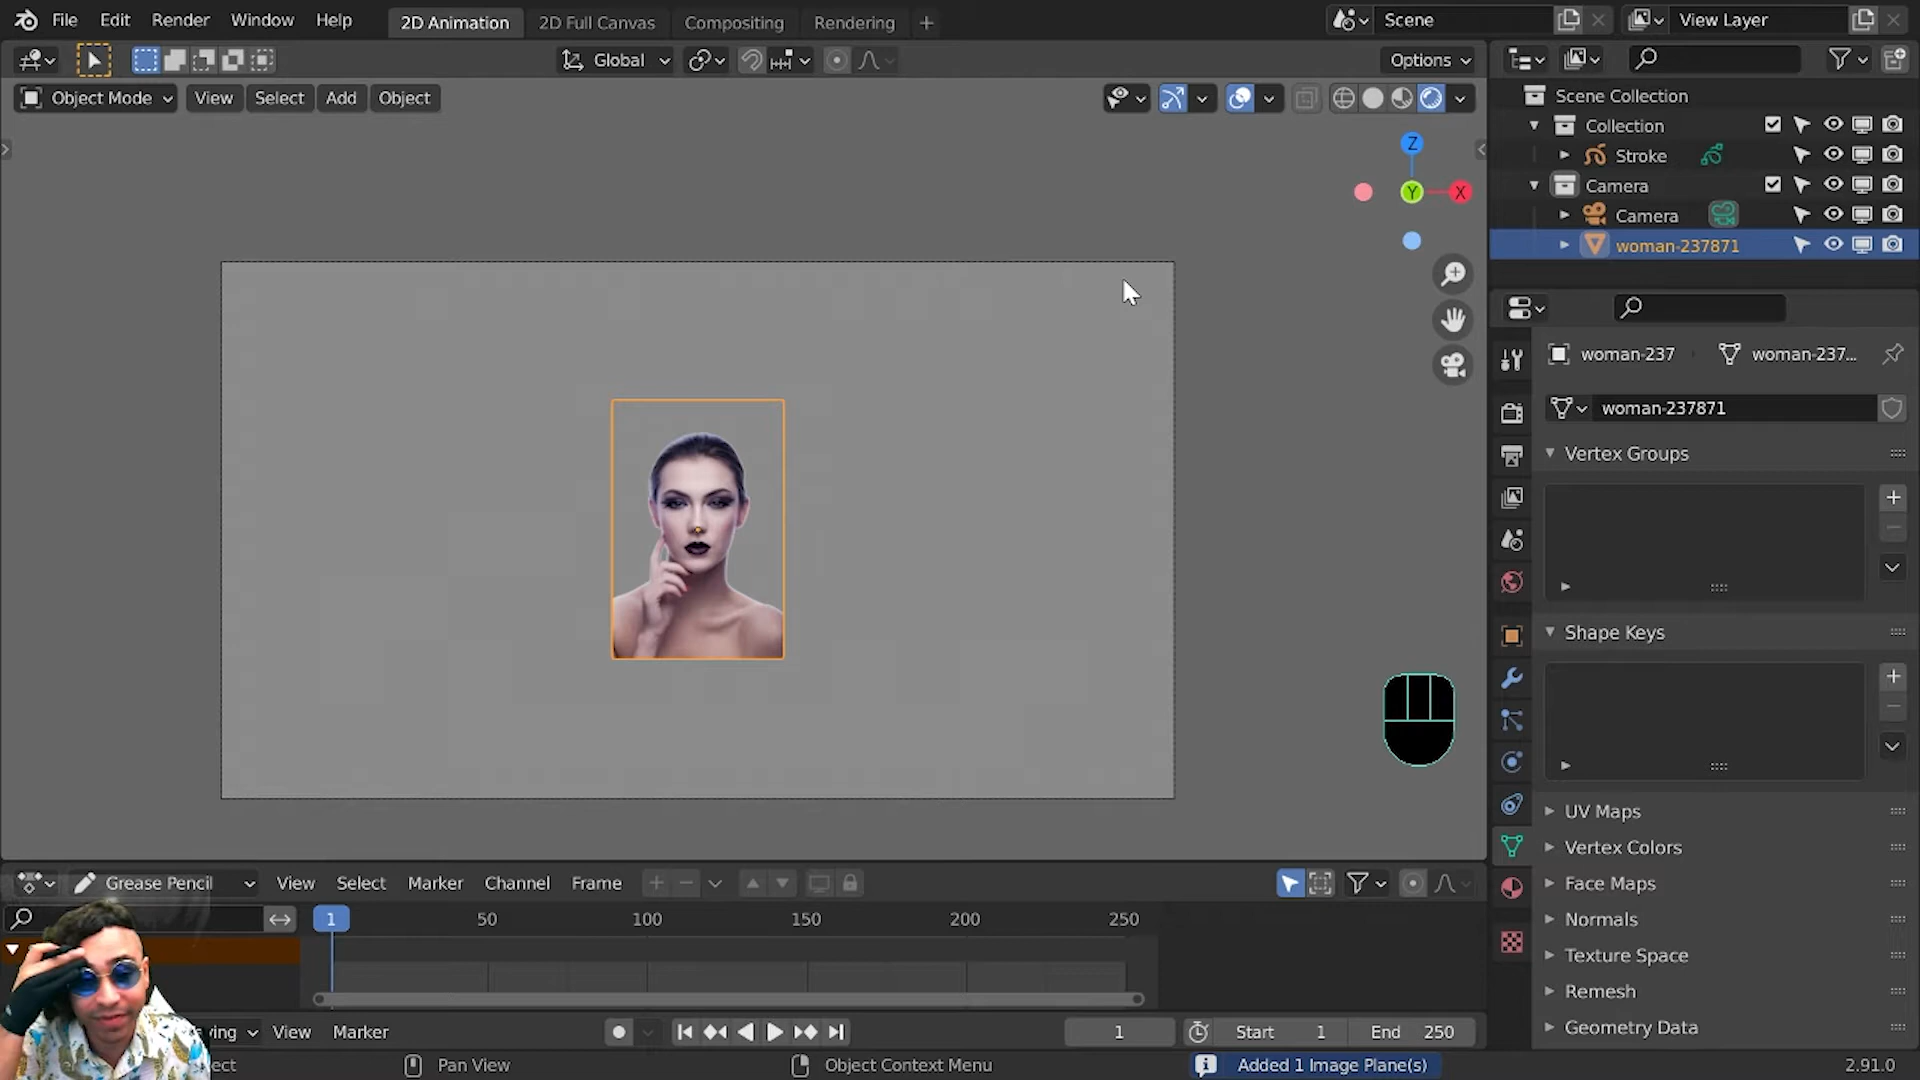 File Edit Render Window Help 2D Animation 2D Full Canvas Compositing Rendering + Scene View Layer
Global Options
Object Mode View Select Add Object
Scene Collection
Collection
Stroke
Camera
Camera
woman-237871
Z
Y X
woman-237 woman-237...
woman-237871
Vertex Groups
Shape Keys
UV Maps
Vertex Colors
Face Maps
Normals
Texture Space
Remesh
Geometry Data
Grease Pencil View Select Marker Channel Frame
1 50 100 150 200 250
View Marker 1 Start 1 End 250
Pan View Object Context Menu Added 1 Image Plane(s) 2.91.0